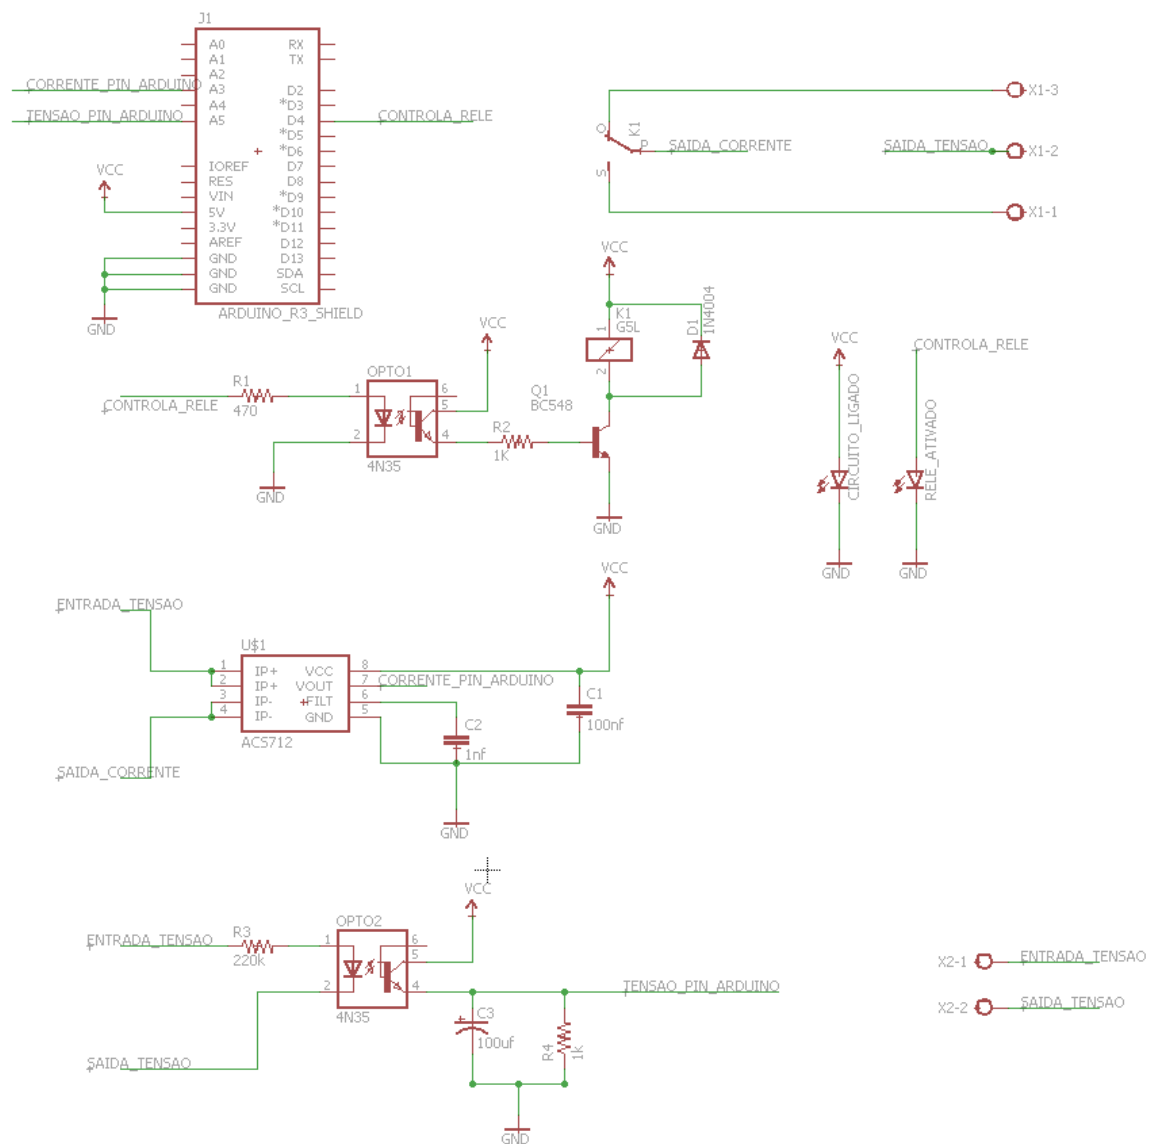 J1
A0 RX
A1 TX
A2
CORRENTE_PIN_ARDUINO A3 D2
A4 *D3
TENSAO_PIN_ARDUINO A5 D4 CONTROLA_RELE
*D5
*D6
IOREF D7
RES D8
VIN *D9
5V *D10
3.3V *D11
AREF D12
GND D13
GND SDA
GND SCL
VCC
GND
ARDUINO_R3_SHIELD
X1-3
O
K1
P
S
SAIDA_CORRENTE
SAIDA_TENSAO
X1-2
X1-1
VCC
K1
G5L
1
2
D1
1N4004
VCC
OPTO1
R1
470
CONTROLA_RELE
1
2
6
5
4
4N35
GND
R2
1K
Q1
BC548
GND
VCC
CIRCUITO_LIGADO
GND
CONTROLA_RELE
RELE_ATIVADO
GND
ENTRADA_TENSAO
U$1
1 IP+ VCC 8
2 IP+ VOUT 7
3 IP- FILT 6
4 IP- GND 5
ACS712
SAIDA_CORRENTE
VCC
CORRENTE_PIN_ARDUINO
C1
100nf
C2
1nf
GND
VCC
OPTO2
ENTRADA_TENSAO
R3
220k
1
2
6
5
4
4N35
SAIDA_TENSAO
TENSAO_PIN_ARDUINO
C3
100uf
R4
1K
GND
X2-1 ENTRADA_TENSAO
X2-2 SAIDA_TENSAO